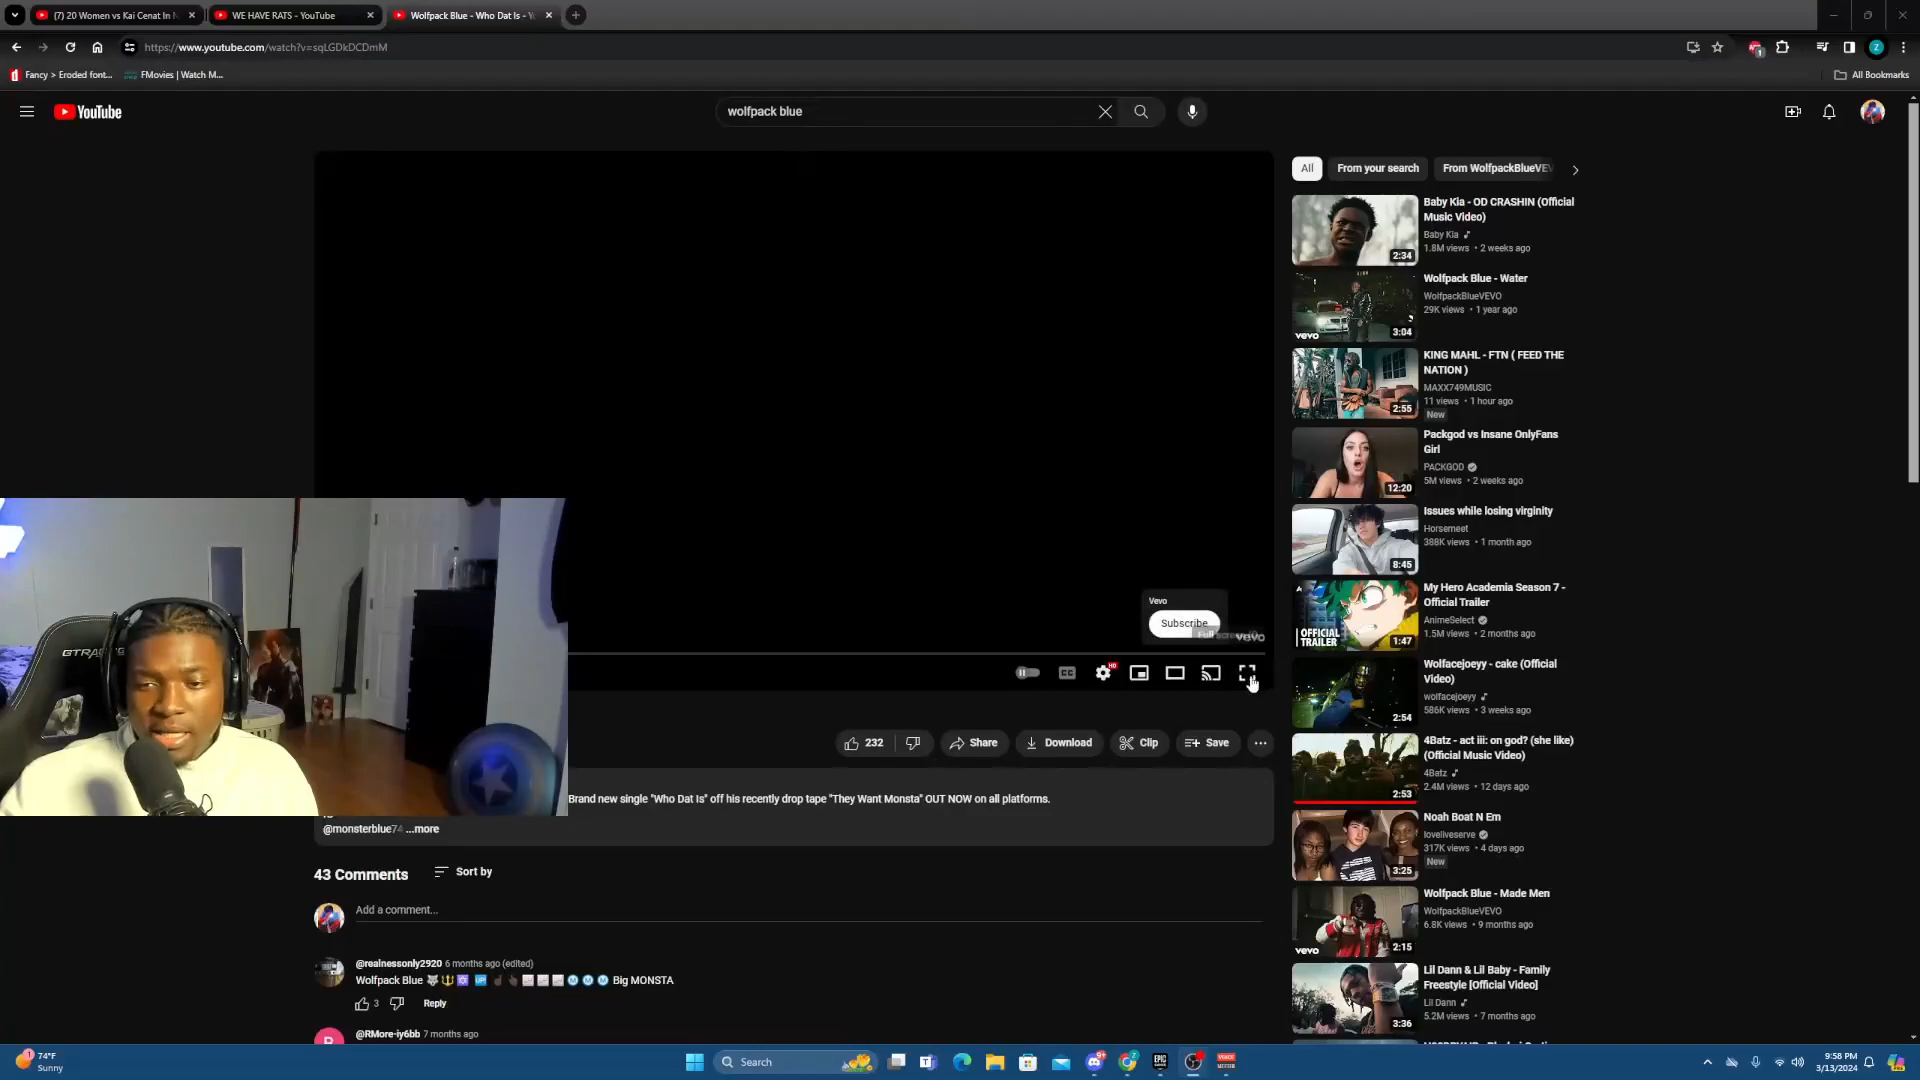 (7) 20 Women vs Kai Cenat In N
WE HAVE RATS - YouTube
Wolfpack Blue - Who Dat Is - Y
https://www.youtube.com/watch?v=sqLGDkDCDmM
Fancy > Eroded font...
FMovies | Watch M...
All Bookmarks
YouTube
wolfpack blue
All
From your search
From WolfpackBlueVEV
Baby Kia - OD CRASHIN (Official
Music Video)
Baby Kia
1.8M views • 2 weeks ago
2:34
Wolfpack Blue - Water
WolfpackBlueVEVO
29K views • 1 year ago
vevo
3:04
KING MAHL - FTN ( FEED THE
NATION )
MAXX749MUSIC
11 views • 1 hour ago
New
2:55
Packgod vs Insane OnlyFans
Girl
PACKGOD
5M views • 2 weeks ago
12:20
Issues while losing virginity
Horsemeet
388K views • 1 month ago
8:45
My Hero Academia Season 7 -
Official Trailer
AnimeSelect
1.5M views • 2 months ago
OFFICIAL
TRAILER
1:47
Wolfacejoeyy - cake (Official
Video)
wolfacejoeyy
586K views • 3 weeks ago
2:54
4Batz - act iii: on god? (she like)
(Official Music Video)
4Batz
2.4M views • 12 days ago
2:53
Noah Boat N Em
loveliveserve
317K views • 4 days ago
New
3:25
Wolfpack Blue - Made Men
WolfpackBlueVEVO
6.8K views • 9 months ago
vevo
2:15
Lil Dann & Lil Baby - Family
Freestyle [Official Video]
Lil Dann
5.2M views • 7 months ago
3:36
Vevo
Subscribe
vevo
CC
HD
GTRACING
232
Share
Download
Clip
Save
Brand new single "Who Dat Is" off his recently drop tape "They Want Monsta" OUT NOW on all platforms.
@monsterblue74 ...more
43 Comments
Sort by
Add a comment...
@realnessonly2920 6 months ago (edited)
Wolfpack Blue 🐺🔱🔯🆙 Big MONSTA
3
Reply
@RMore-iy6bb 7 months ago
74°F
Sunny
Search
9:58 PM
3/13/2024